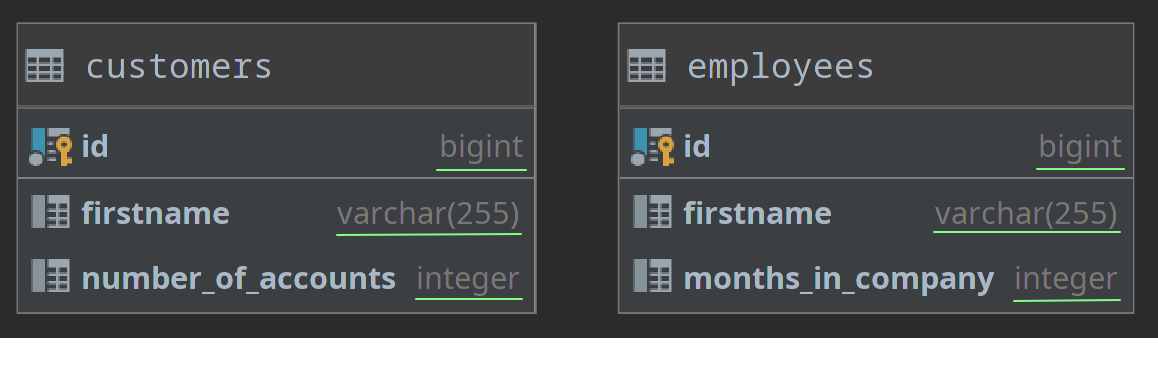 customers
id bigint
firstname varchar(255)
number_of_accounts integer
employees
id bigint
firstname varchar(255)
months_in_company integer